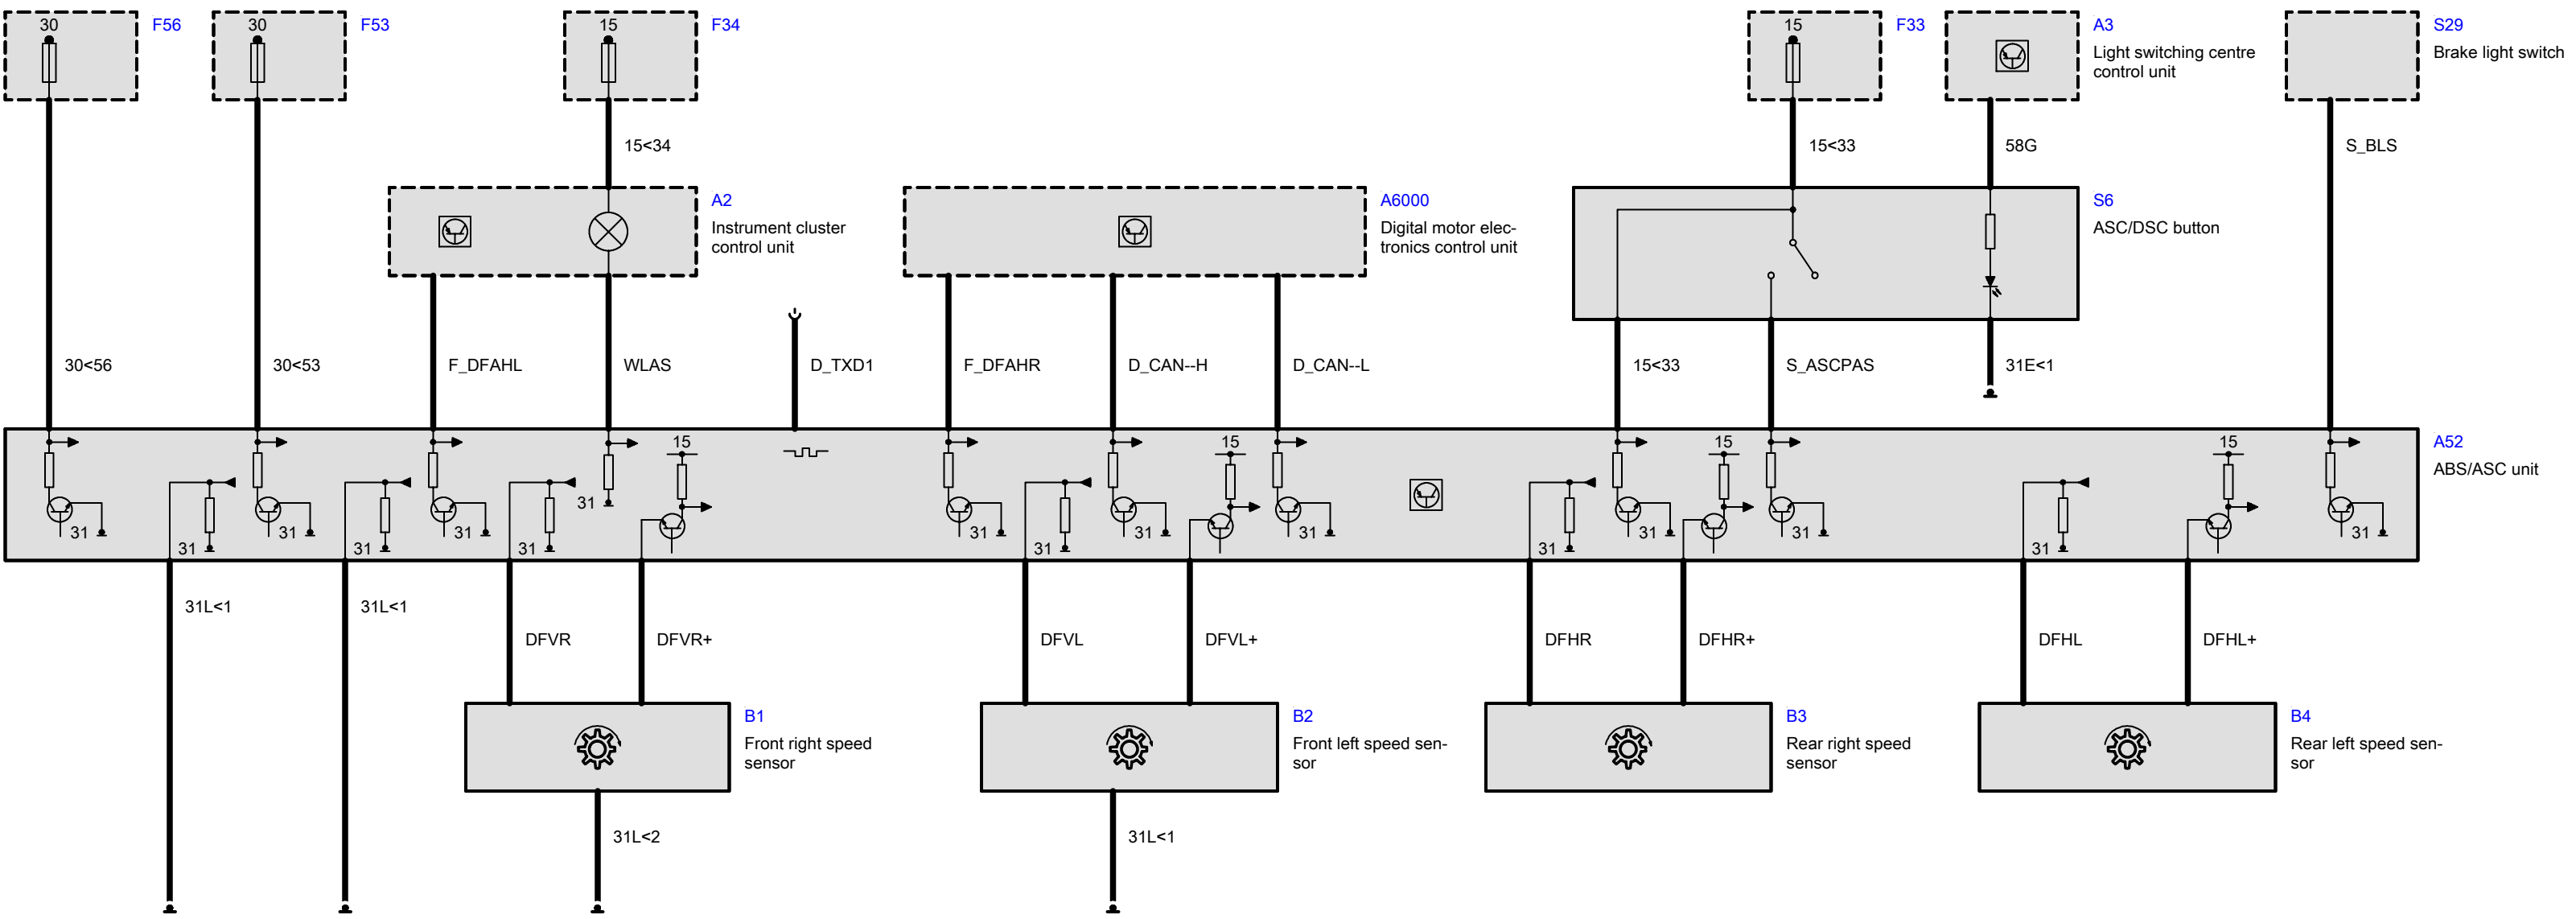 30 F56 30 F53 15 F34 15 F33 A3 S29
Light switching centre
control unit
Brake light switch
15<34 15<33 58G S_BLS
A2
Instrument cluster
control unit
A6000
Digital motor elec-
tronics control unit
S6
ASC/DSC button
30<56 30<53 F_DFAHL WLAS D_TXD1 F_DFAHR D_CAN--H D_CAN--L 15<33 S_ASCPAS 31E<1
15 15 15 15 A52
ABS/ASC unit
31 31 31 31 31 31 31 31 31 31
31 31 31 31 31 31
31L<1 31L<1
DFVR DFVR+ DFVL DFVL+ DFHR DFHR+ DFHL DFHL+
B1
Front right speed
sensor
B2
Front left speed sen-
sor
B3
Rear right speed
sensor
B4
Rear left speed sen-
sor
31L<2 31L<1